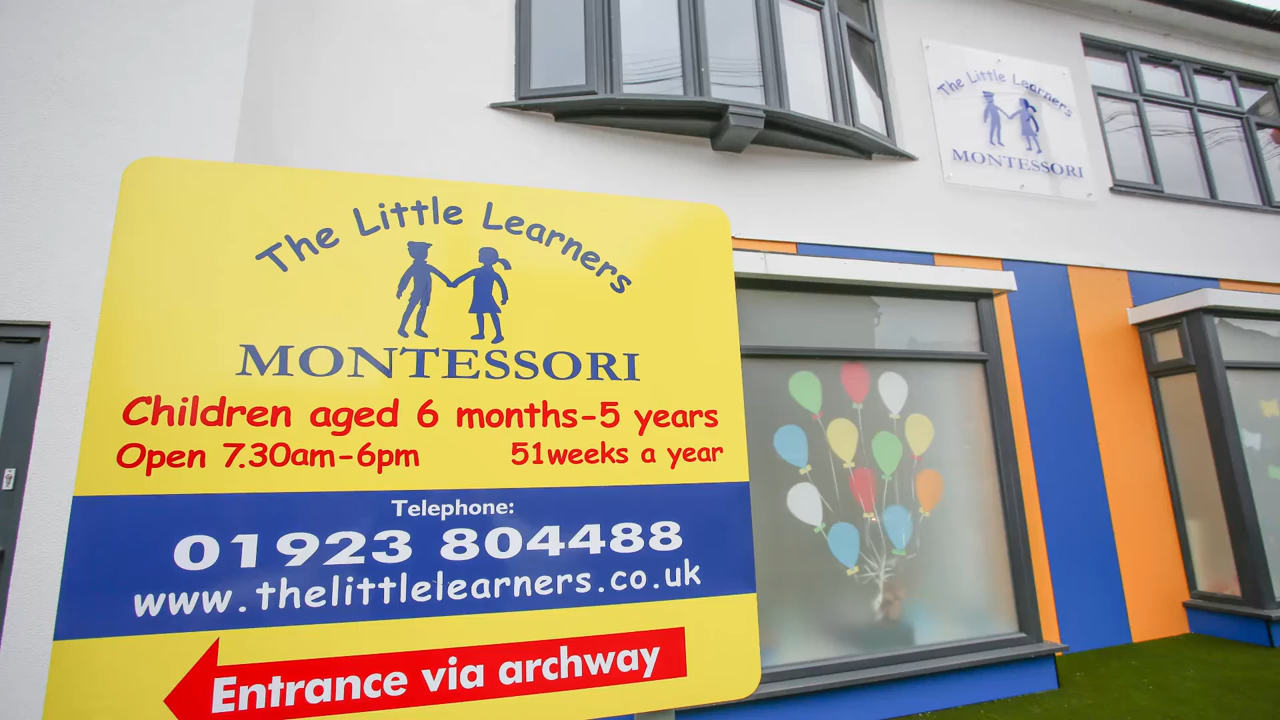 The Little Learners
MONTESSORI
Children aged 6 months-5 years
Open 7.30am-6pm 51weeks a year
Telephone:
01923 804488
www.thelittlelearners.co.uk
Entrance via archway
The Little Learners
MONTESSORI